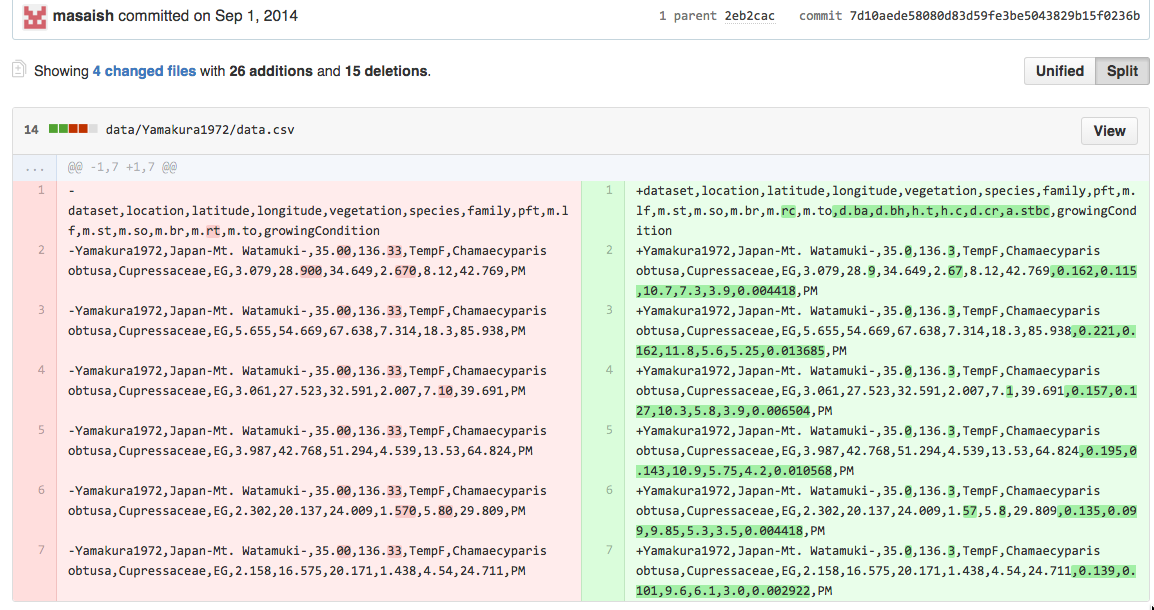 masaish committed on Sep 1, 2014
1 parent 2eb2cac commit 7d10aede58080d83d59fe3be5043829b15f0236b
Showing 4 changed files with 26 additions and 15 deletions.
Unified Split
14 data/Yamakura1972/data.csv View
... @@ -1,7 +1,7 @@
1 -
dataset,location,latitude,longitude,vegetation,species,family,pft,m.l
f,m.st,m.so,m.br,m.rt,m.to,growingCondition
2 -Yamakura1972,Japan-Mt. Watamuki-,35.00,136.33,TempF,Chamaecyparis
obtusa,Cupressaceae,EG,3.079,28.900,34.649,2.670,8.12,42.769,PM
3 -Yamakura1972,Japan-Mt. Watamuki-,35.00,136.33,TempF,Chamaecyparis
obtusa,Cupressaceae,EG,5.655,54.669,67.638,7.314,18.3,85.938,PM
4 -Yamakura1972,Japan-Mt. Watamuki-,35.00,136.33,TempF,Chamaecyparis
obtusa,Cupressaceae,EG,3.061,27.523,32.591,2.007,7.10,39.691,PM
5 -Yamakura1972,Japan-Mt. Watamuki-,35.00,136.33,TempF,Chamaecyparis
obtusa,Cupressaceae,EG,3.987,42.768,51.294,4.539,13.53,64.824,PM
6 -Yamakura1972,Japan-Mt. Watamuki-,35.00,136.33,TempF,Chamaecyparis
obtusa,Cupressaceae,EG,2.302,20.137,24.009,1.570,5.80,29.809,PM
7 -Yamakura1972,Japan-Mt. Watamuki-,35.00,136.33,TempF,Chamaecyparis
obtusa,Cupressaceae,EG,2.158,16.575,20.171,1.438,4.54,24.711,PM
1 +dataset,location,latitude,longitude,vegetation,species,family,pft,m.
lf,m.st,m.so,m.br,m.rc,m.to,d.ba,d.bh,h.t,h.c,d.cr,a.stbc,growingCond
ition
2 +Yamakura1972,Japan-Mt. Watamuki-,35.0,136.3,TempF,Chamaecyparis
obtusa,Cupressaceae,EG,3.079,28.9,34.649,2.67,8.12,42.769,0.162,0.115
,10.7,7.3,3.9,0.004418,PM
3 +Yamakura1972,Japan-Mt. Watamuki-,35.0,136.3,TempF,Chamaecyparis
obtusa,Cupressaceae,EG,5.655,54.669,67.638,7.314,18.3,85.938,0.221,0.
162,11.8,5.6,5.25,0.013685,PM
4 +Yamakura1972,Japan-Mt. Watamuki-,35.0,136.3,TempF,Chamaecyparis
obtusa,Cupressaceae,EG,3.061,27.523,32.591,2.007,7.1,39.691,0.157,0.1
27,10.3,5.8,3.9,0.006504,PM
5 +Yamakura1972,Japan-Mt. Watamuki-,35.0,136.3,TempF,Chamaecyparis
obtusa,Cupressaceae,EG,3.987,42.768,51.294,4.539,13.53,64.824,0.195,0
.143,10.9,5.75,4.2,0.010568,PM
6 +Yamakura1972,Japan-Mt. Watamuki-,35.0,136.3,TempF,Chamaecyparis
obtusa,Cupressaceae,EG,2.302,20.137,24.009,1.57,5.8,29.809,0.135,0.09
9,9.85,5.3,3.5,0.004418,PM
7 +Yamakura1972,Japan-Mt. Watamuki-,35.0,136.3,TempF,Chamaecyparis
obtusa,Cupressaceae,EG,2.158,16.575,20.171,1.438,4.54,24.711,0.139,0.
101,9.6,6.1,3.0,0.002922,PM